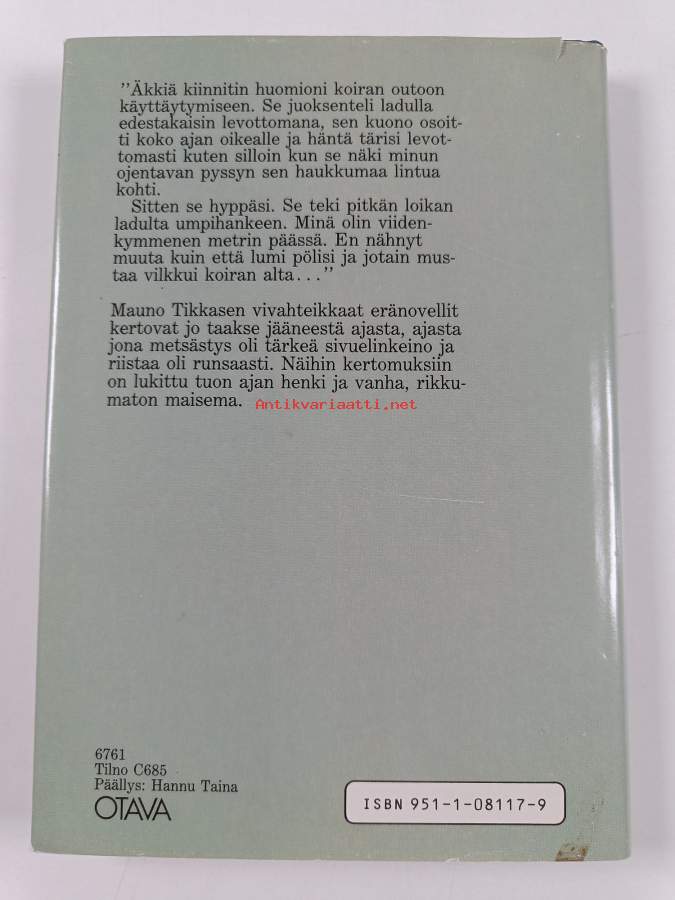 "Äkkiä kiinnitin huomioni koiran outoon
käyttäytymiseen. Se juoksenteli ladulla
edestakaisin levottomana, sen kuono osoit-
ti koko ajan oikealle ja häntä tärisi levot-
tomasti kuten silloin kun se näki minun
ojentavan pyssyn sen haukkumaa lintua
kohti.
Sitten se hyppäsi. Se teki pitkän loikan
ladulta umpihankeen. Minä olin viiden-
kymmenen metrin päässä. En nähnyt
muuta kuin että lumi pölisi ja jotain mus-
taa vilkkui koiran alta..."
Mauno Tikkasen vivahteikkaat eränovellit
kertovat jo taakse jääneestä ajasta, ajasta
jona metsästys oli tärkeä sivuelinkeino ja
riistaa oli runsaasti. Näihin kertomuksiin
on lukittu tuon ajan henki ja vanha, rikku-
maton maisema.
Antikvariaatti.net
6761
Tilno C685
Päällys: Hannu Taina
OTAVA
ISBN 951-1-08117-9